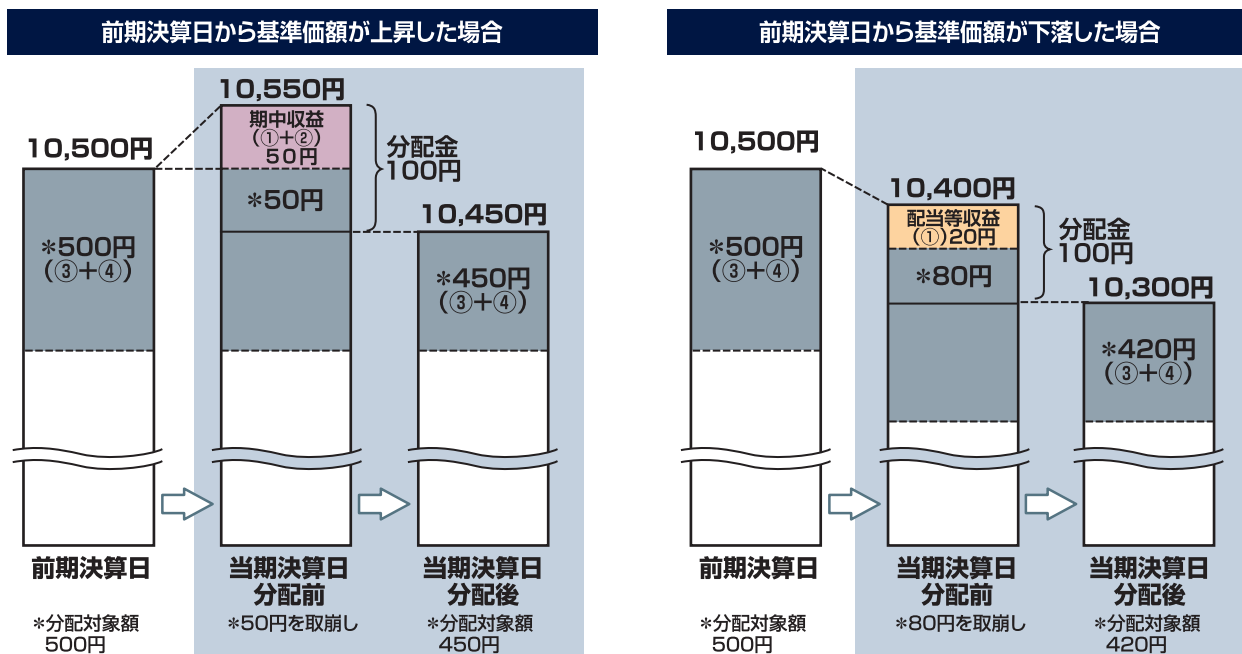 前期決算日から基準価額が上昇した場合
10,550円
期中収益
(①+②)
50円
10,500円
分配金
100円
*50円
10,450円
*500円
(③+④)
*450円
(③+④)
前期決算日
当期決算日
分配前
当期決算日
分配後
*分配対象額
500円
*50円を取崩し
*分配対象額
450円
前期決算日から基準価額が下落した場合
10,500円
10,400円
配当等収益
(①)20円
分配金
100円
*500円
(③+④)
*80円
10,300円
*420円
(③+④)
前期決算日
当期決算日
分配前
当期決算日
分配後
*分配対象額
500円
*80円を取崩し
*分配対象額
420円